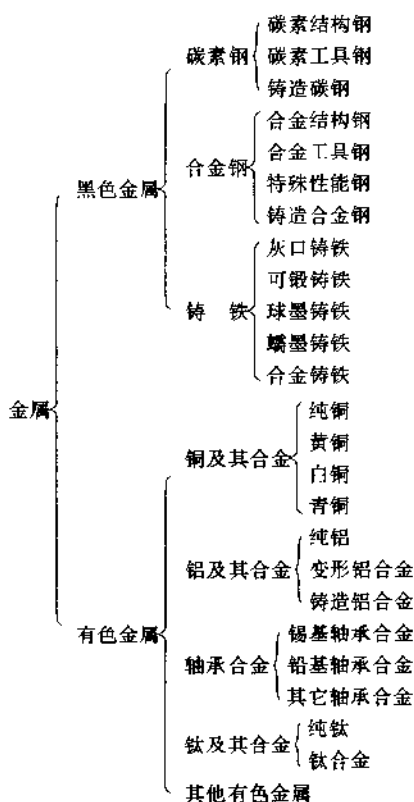 金属
黑色金属
碳素钢
碳素结构钢
碳素工具钢
铸造碳钢
合金钢
合金结构钢
合金工具钢
特殊性能钢
铸造合金钢
铸 铁
灰口铸铁
可锻铸铁
球墨铸铁
蠕墨铸铁
合金铸铁
有色金属
铜及其合金
纯铜
黄铜
白铜
青铜
铝及其合金
纯铝
变形铝合金
铸造铝合金
轴承合金
锡基轴承合金
铅基轴承合金
其它轴承合金
钛及其合金
纯钛
钛合金
其他有色金属